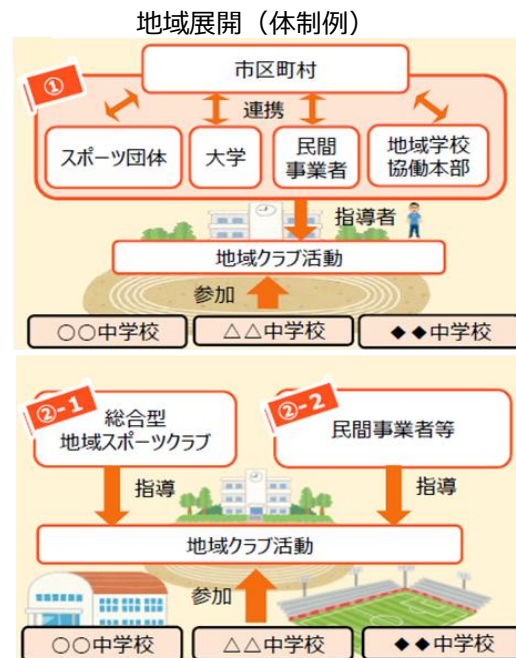 地域展開（体制例）
①
市区町村
連携
スポーツ団体
大学
民間
事業者
地域学校
協働本部
指導者
地域クラブ活動
参加
○○中学校
△△中学校
◆◆中学校
②-1
総合型
地域スポーツクラブ
②-2
民間事業者等
指導
指導
地域クラブ活動
参加
○○中学校
△△中学校
◆◆中学校